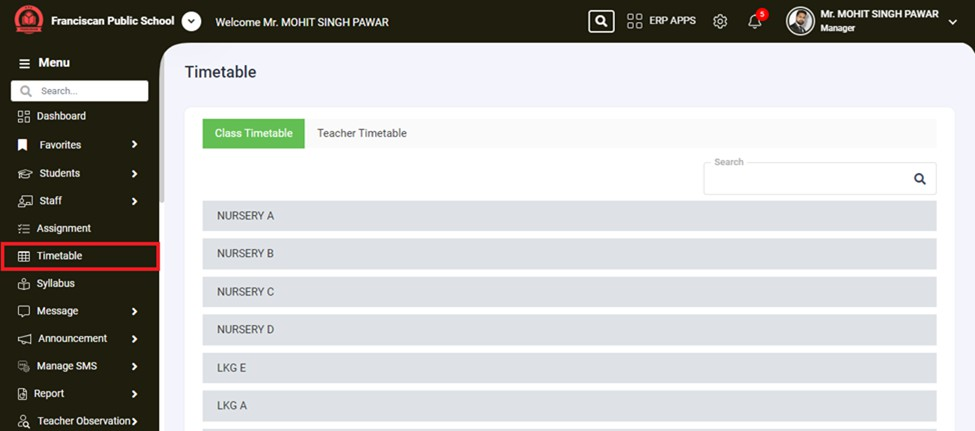 Franciscan Public School
Welcome Mr. MOHIT SINGH PAWAR
ERP APPS
5
Mr. MOHIT SINGH PAWAR
Manager
Menu
Search...
Dashboard
Favorites
Students
Staff
Assignment
Timetable
Syllabus
Message
Announcement
Manage SMS
Report
Teacher Observation
Timetable
Class Timetable Teacher Timetable
Search
NURSERY A
NURSERY B
NURSERY C
NURSERY D
LKG E
LKG A